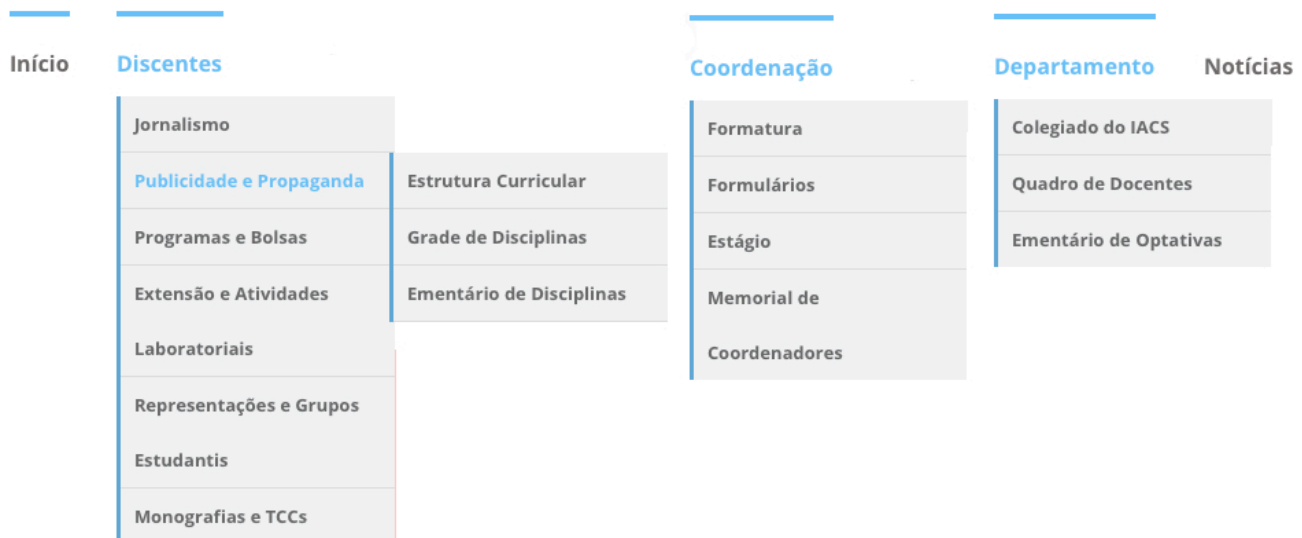 Início
Discentes
Jornalismo
Publicidade e Propaganda
Programas e Bolsas
Extensão e Atividades
Laboratoriais
Representações e Grupos
Estudantis
Monografias e TCCs
Estrutura Curricular
Grade de Disciplinas
Ementário de Disciplinas
Coordenação
Formatura
Formulários
Estágio
Memorial de
Coordenadores
Departamento
Colegiado do IACS
Quadro de Docentes
Ementário de Optativas
Notícias